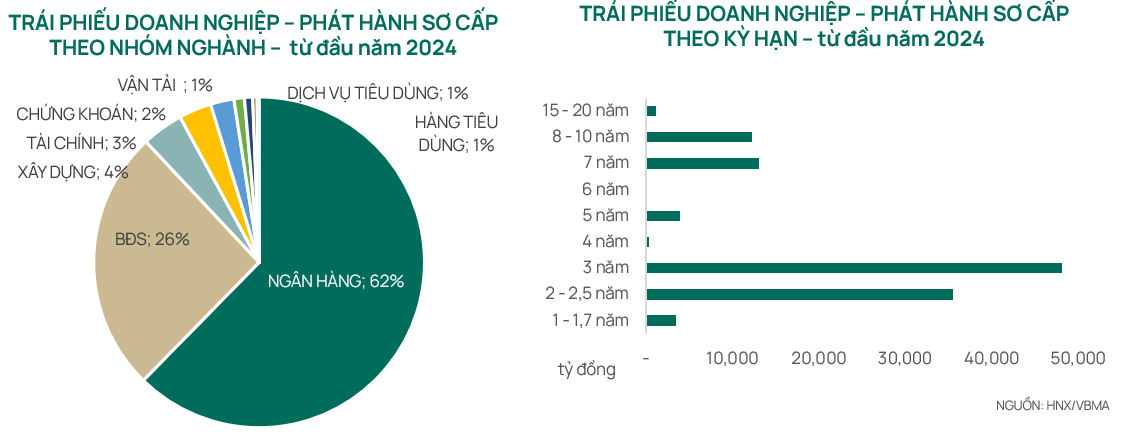 TRÁI PHIẾU DOANH NGHIỆP – PHÁT HÀNH SƠ CẤP
THEO NHÓM NGHÀNH – từ đầu năm 2024
VẬN TẢI ; 1%
DỊCH VỤ TIÊU DÙNG; 1%
CHỨNG KHOÁN; 2%
HÀNG TIÊU
DÙNG; 1%
TÀI CHÍNH; 3%
XÂY DỰNG; 4%
BĐS; 26%
NGÂN HÀNG; 62%
TRÁI PHIẾU DOANH NGHIỆP – PHÁT HÀNH SƠ CẤP
THEO KỲ HẠN – từ đầu năm 2024
15 - 20 năm
8 - 10 năm
7 năm
6 năm
5 năm
4 năm
3 năm
2 - 2,5 năm
1 - 1,7 năm
- 10,000 20,000 30,000 40,000 50,000
tỷ đồng
NGUỒN: HNX/VBMA